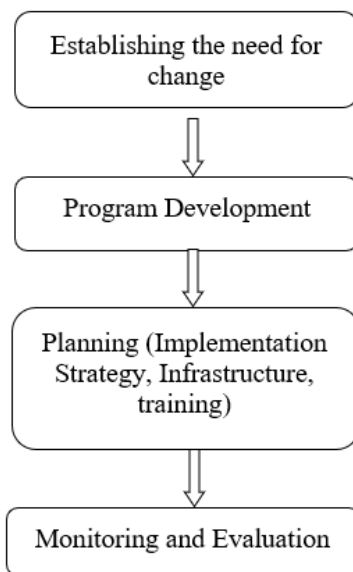 Establishing the need for
change
Program Development
Planning (Implementation
Strategy, Infrastructure,
training)
Monitoring and Evaluation